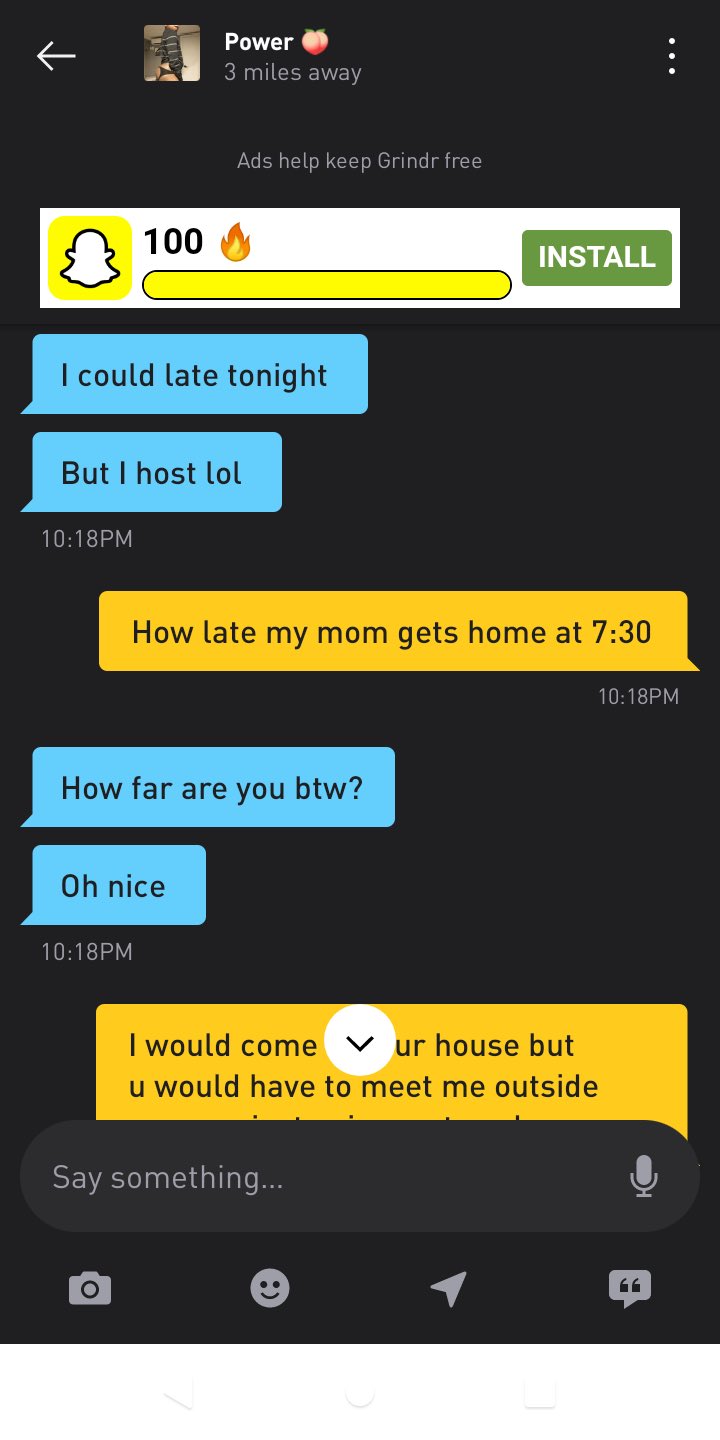 Power 🍑
3 miles away
Ads help keep Grindr free
100 🔥
INSTALL
I could late tonight
But I host lol
10:18PM
How late my mom gets home at 7:30
10:18PM
How far are you btw?
Oh nice
10:18PM
I would come ur house but
u would have to meet me outside
Say something...